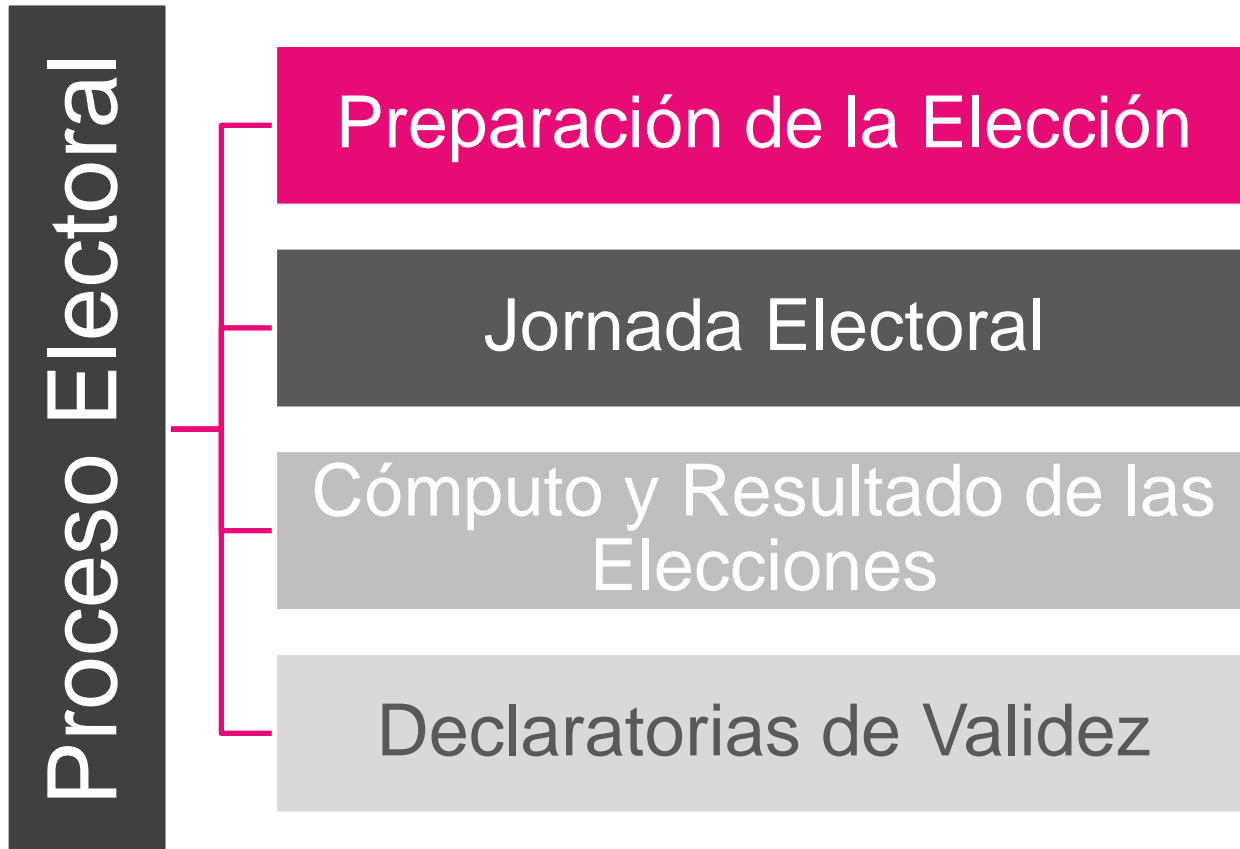 Proceso Electoral
Preparación de la Elección
Jornada Electoral
Cómputo y Resultado de las
Elecciones
Declaratorias de Validez